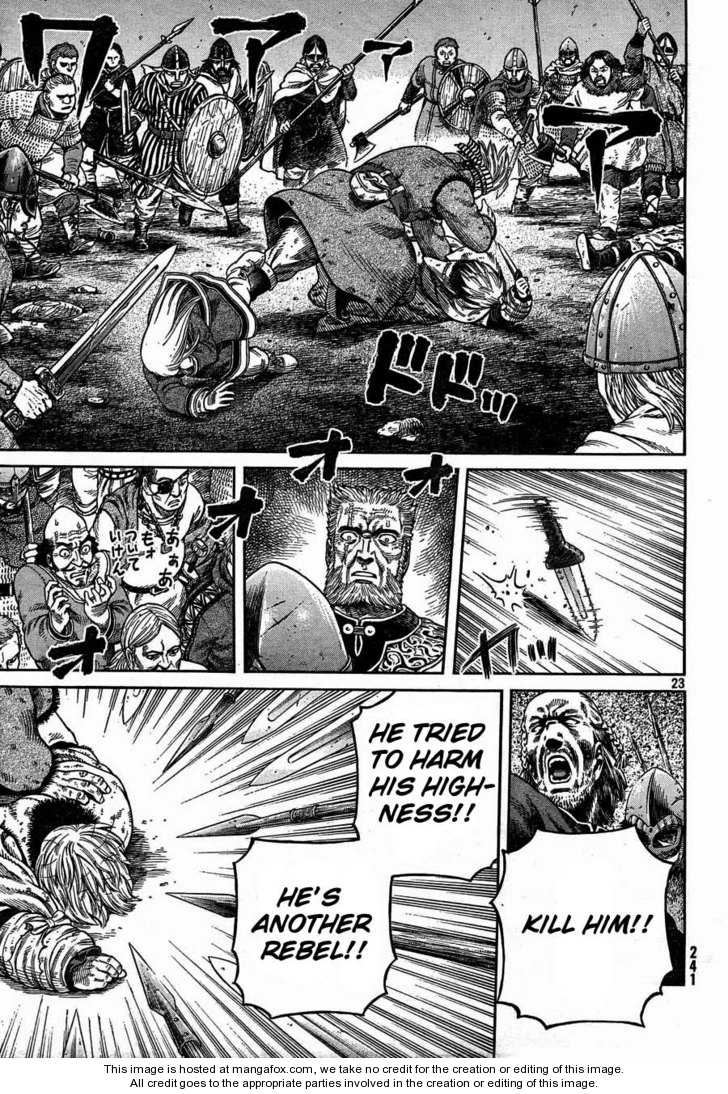 ワアア
ア
ドドドッ
ガッ
オオオオ
あぁぁあ
もォ
ついて
いけん
23
KILL HIM!!
HE TRIED
TO HARM
HIS HIGH-
NESS!!
HE'S
ANOTHER
REBEL!!
241
This image is hosted at mangafox.com, we take no credit for the creation or editing of this image.
All credit goes to the appropriate parties involved in the creation or editing of this image.